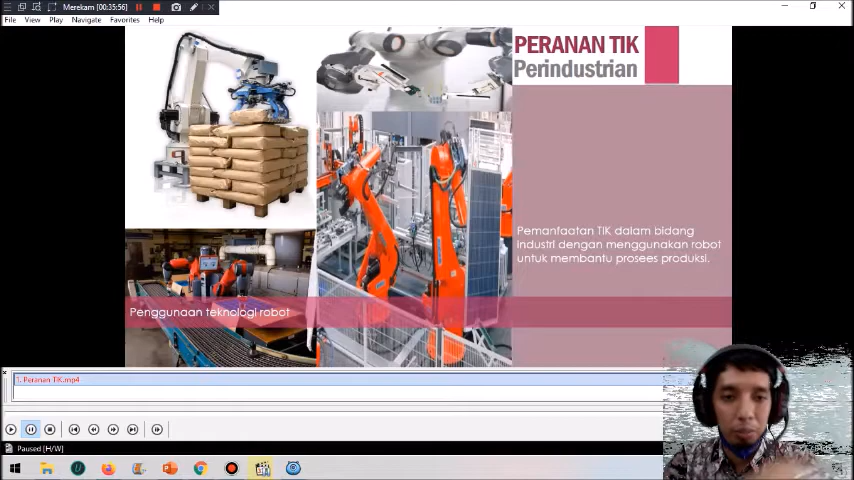 Merekam [00:35:56]
File View Play Navigate Favorites Help
PERANAN TIK
Perindustrian
Pemanfaatan TIK dalam bidang
industri dengan menggunakan robot
untuk membantu prosees produksi.
Penggunaan teknologi robot
1. Peranan TIK.mp4
Paused [H/W]